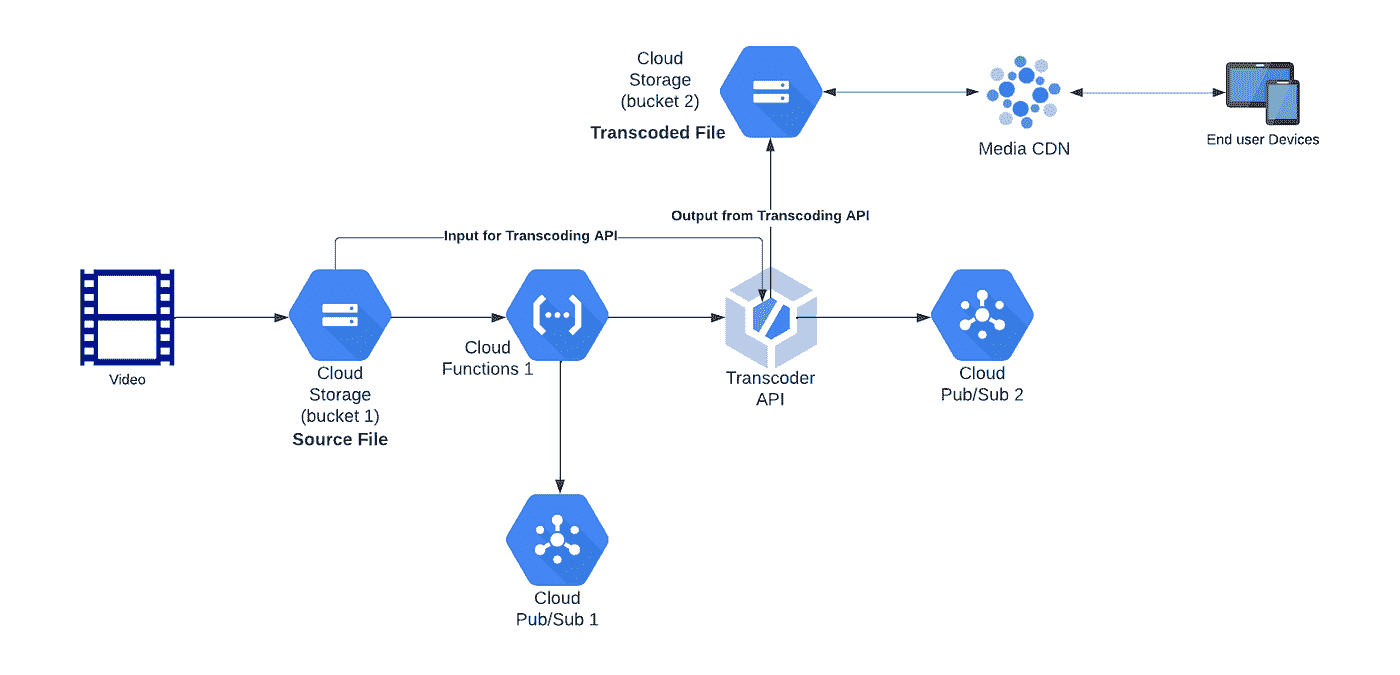 Cloud
Storage
(bucket 2)
Transcoded File
Media CDN
End user Devices
Output from Transcoding API
Input for Transcoding API
Video
Cloud
Storage
(bucket 1)
Source File
Cloud
Functions 1
Transcoder
API
Cloud
Pub/Sub 2
Cloud
Pub/Sub 1